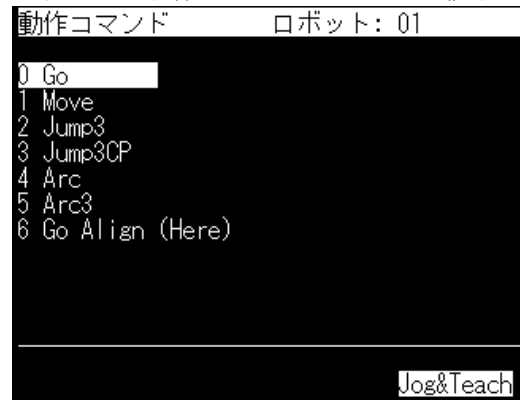 動作コマンド ロボット: 01
0 Go
1 Move
2 Jump3
3 Jump3CP
4 Arc
5 Arc3
6 Go Align (Here)
Jog&Teach